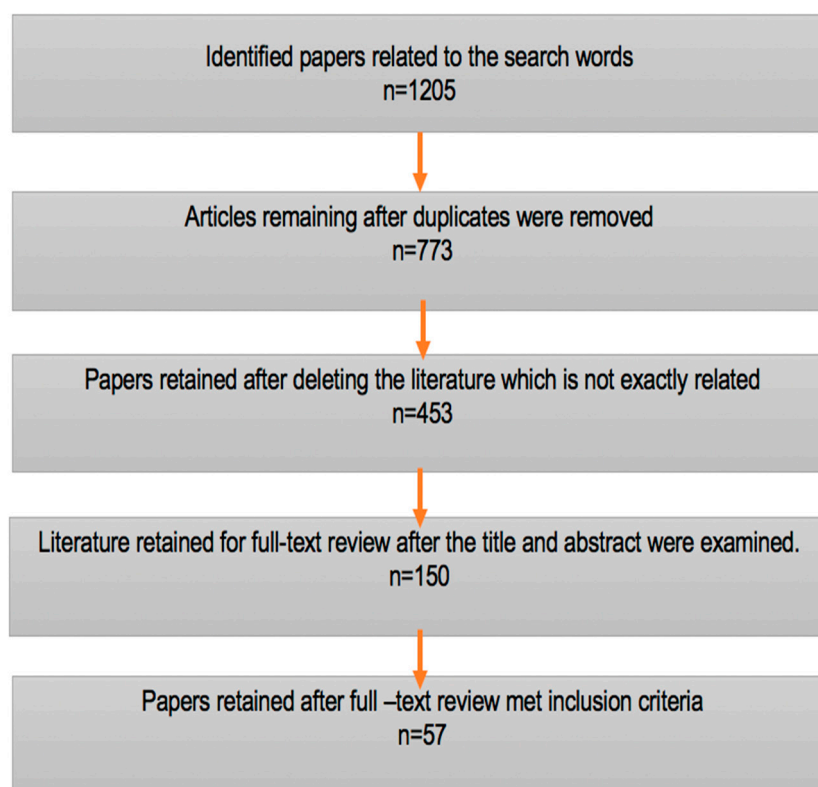 Identified papers related to the search words
n=1205
Articles remaining after duplicates were removed
n=773
Papers retained after deleting the literature which is not exactly related
n=453
Literature retained for full-text review after the title and abstract were examined.
n=150
Papers retained after full –text review met inclusion criteria
n=57